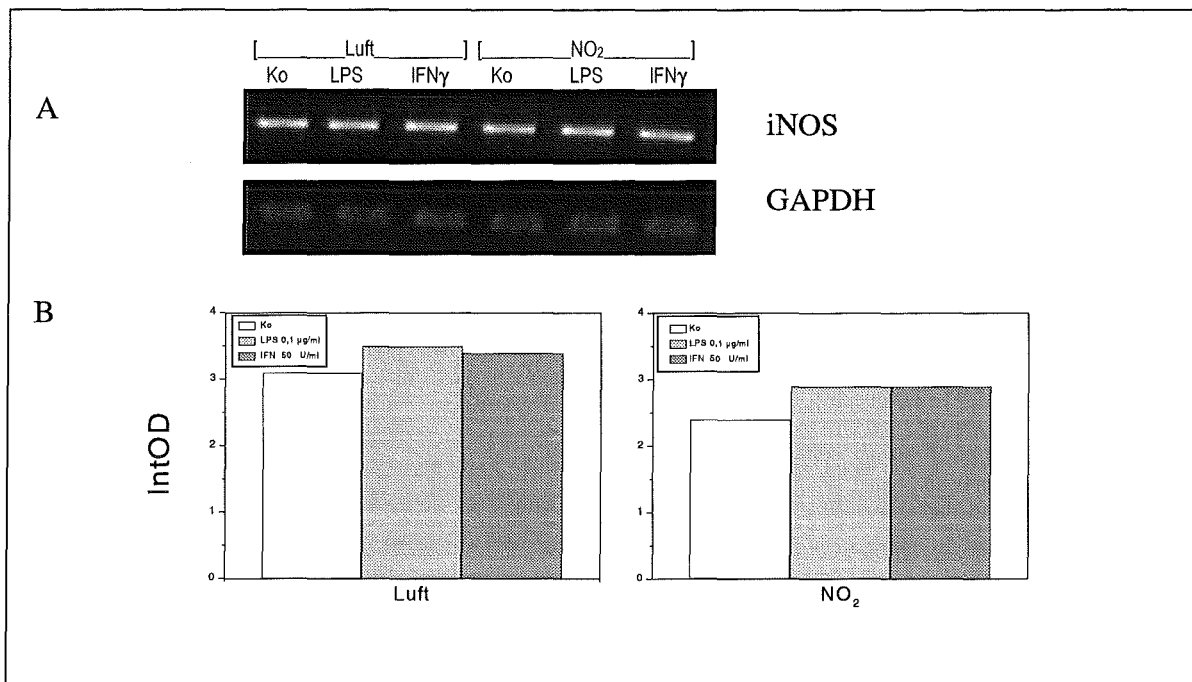 [ Luft ] [ NO₂ ]
Ko LPS IFNγ Ko LPS IFNγ
A
iNOS
GAPDH
B
4
3
2
1
0
IntOD
Ko
LPS 0,1 µg/ml
IFN 50 U/ml
Luft
4
3
2
1
0
Ko
LPS 0,1 µg/ml
IFN 50 U/ml
NO₂